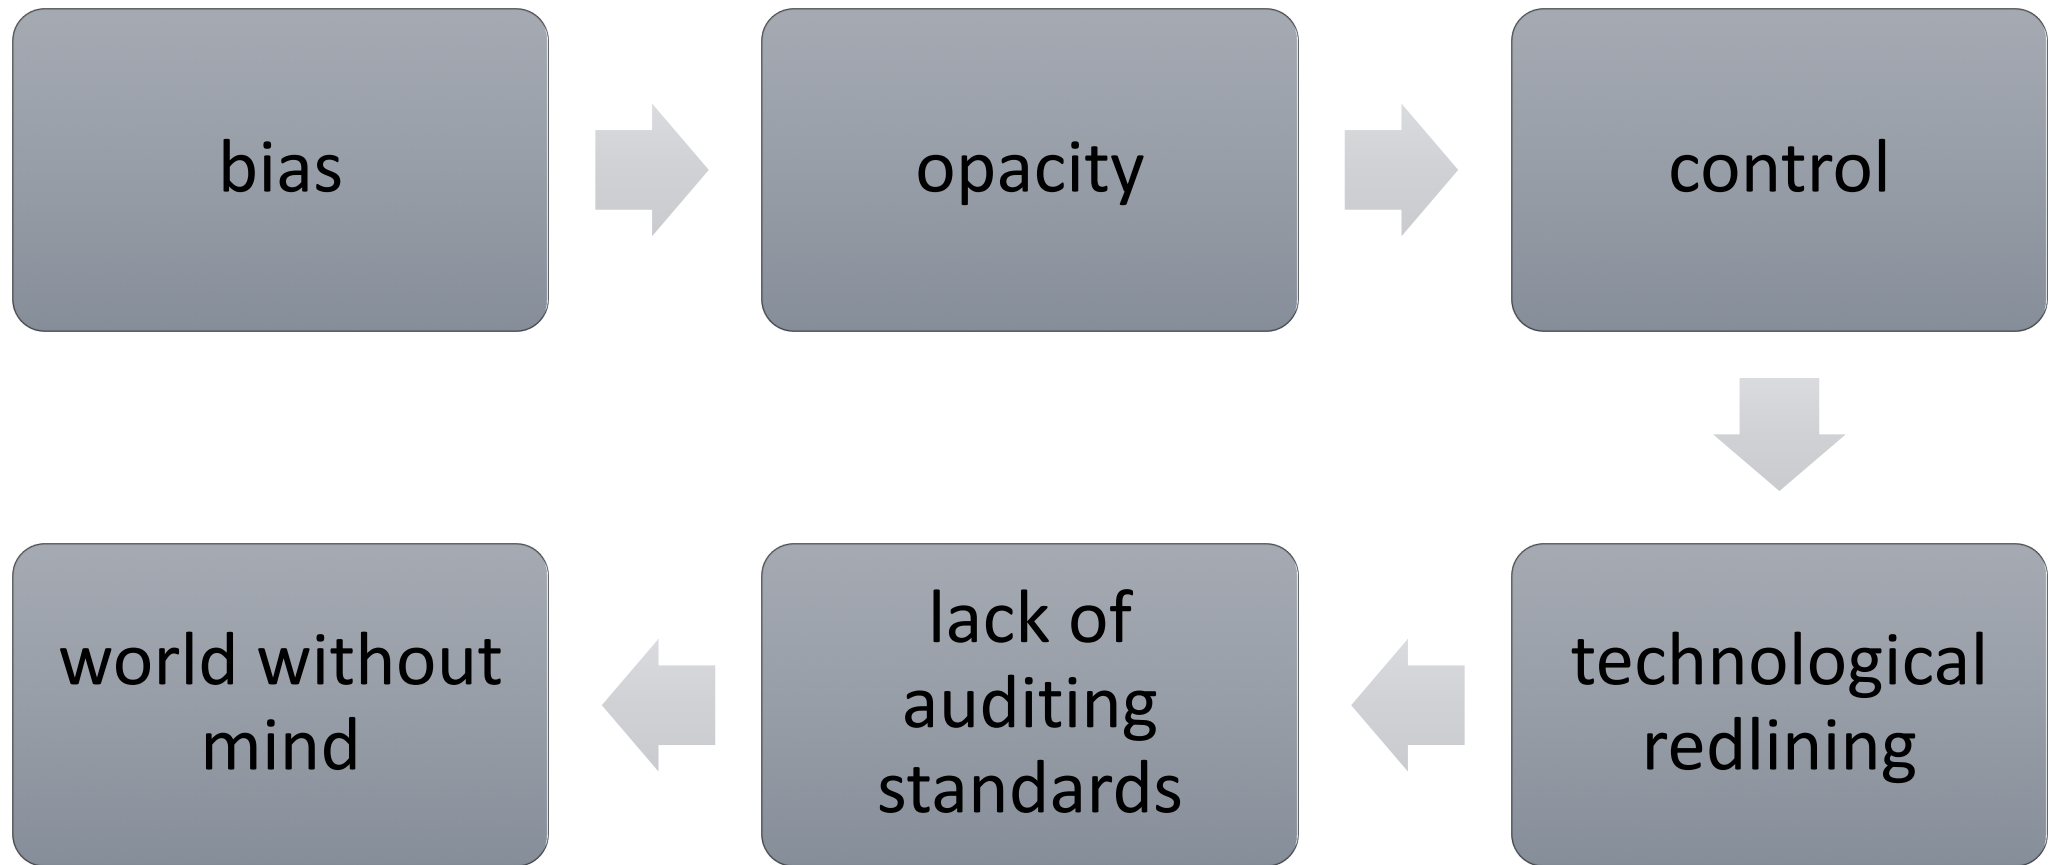 bias
opacity
control
technological
redlining
lack of
auditing
standards
world without
mind